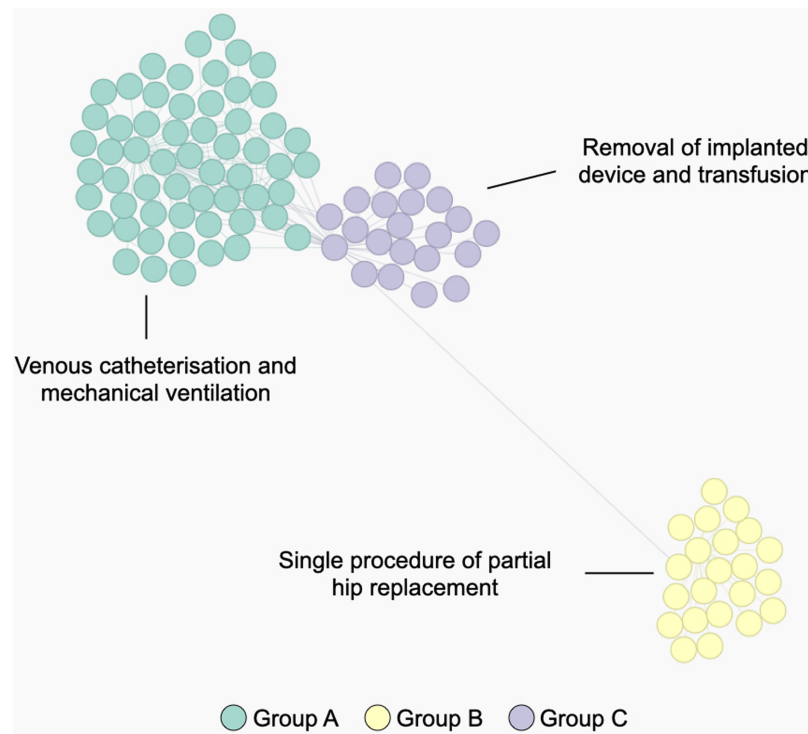 Removal of implanted
device and transfusion
Venous catheterisation and
mechanical ventilation
Single procedure of partial
hip replacement
Group A
Group B
Group C